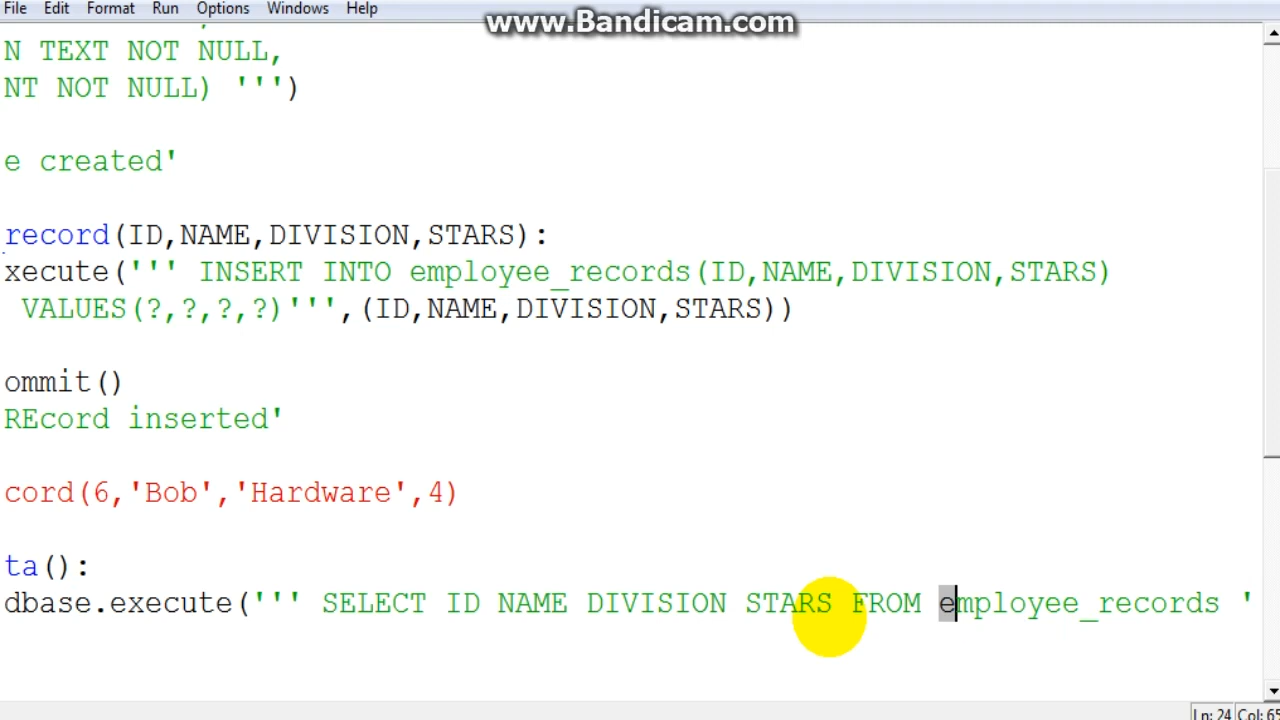 File Edit Format Run Options Windows Help
www.Bandicam.com
N TEXT NOT NULL,
NT NOT NULL) ''')
e created'
record(ID,NAME,DIVISION,STARS):
xecute(''' INSERT INTO employee_records(ID,NAME,DIVISION,STARS)
VALUES(?,?,?,?)''',(ID,NAME,DIVISION,STARS))
ommit()
REcord inserted'
cord(6,'Bob','Hardware',4)
ta():
dbase.execute(''' SELECT ID NAME DIVISION STARS FROM employee_records '
Ln: 24 Col: 65